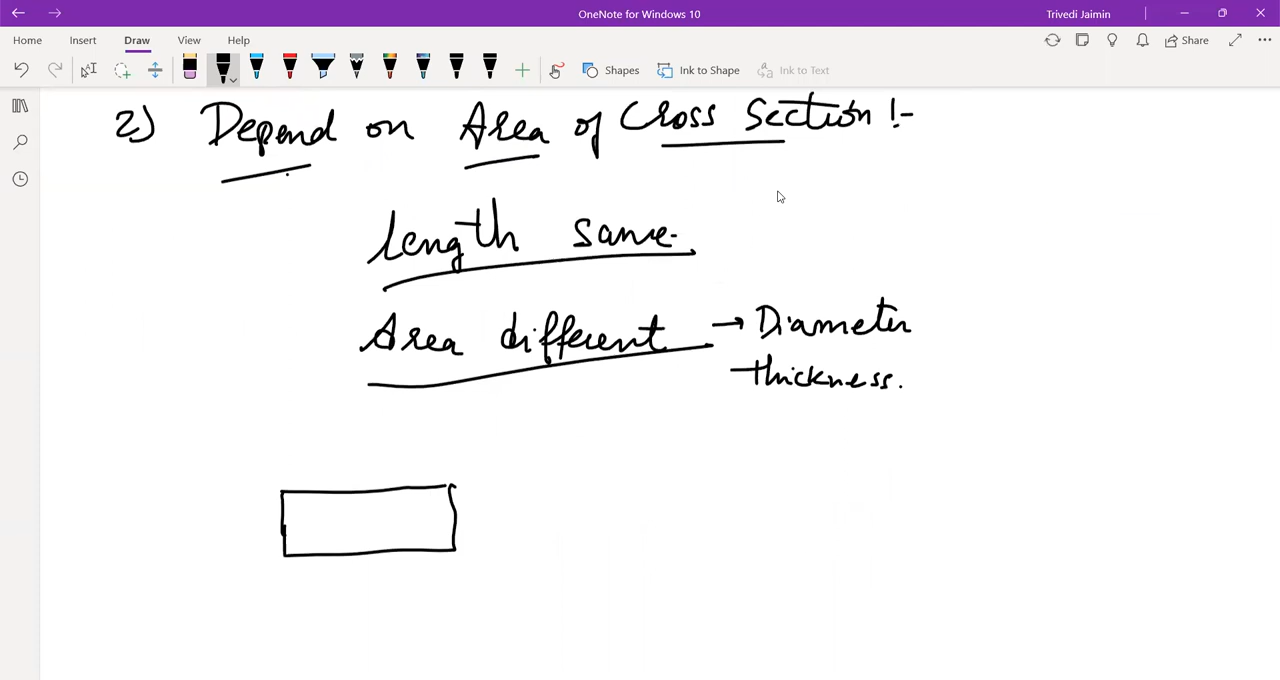 OneNote for Windows 10
Trivedi Jaimin
Home Insert Draw View Help
Share
Shapes Ink to Shape Ink to Text
2) Depend on Area of Cross Section :-
length same.
Area different → Diameter
thickness.